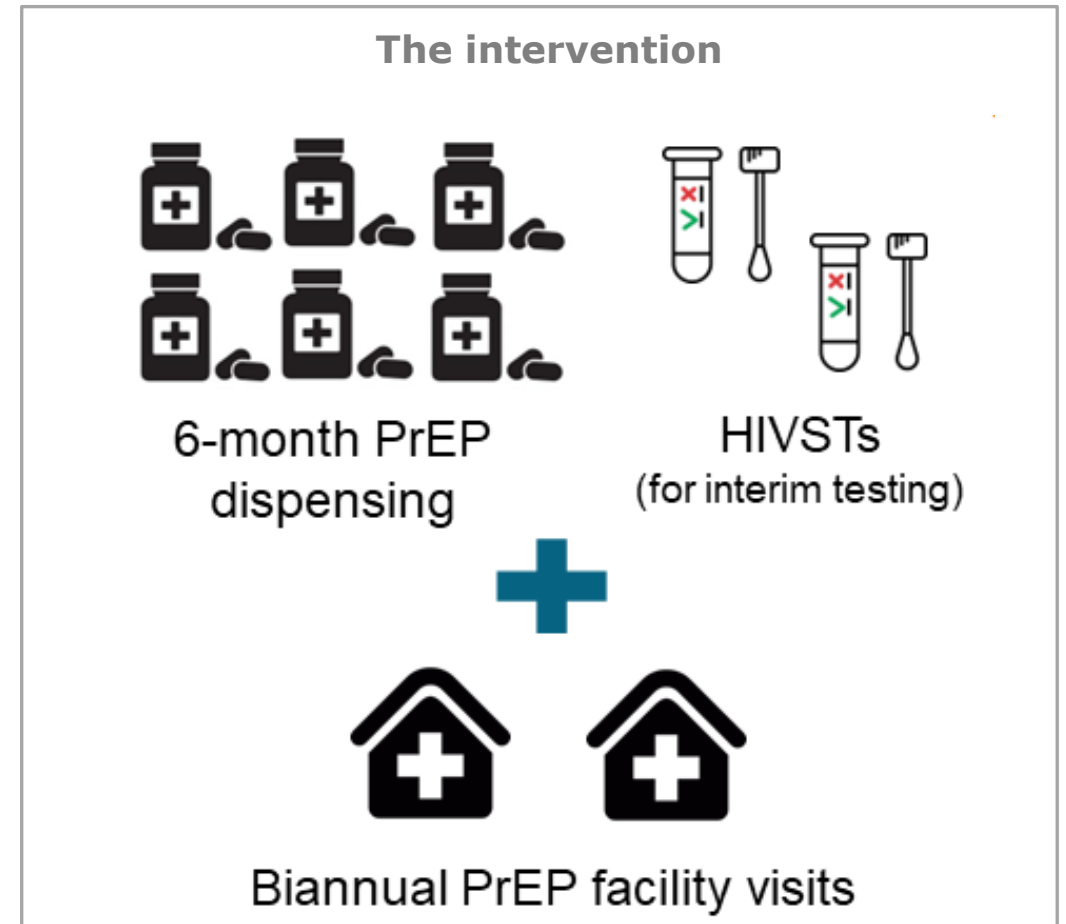 The intervention
6-month PrEP
dispensing
HIVSTs
(for interim testing)
Biannual PrEP facility visits